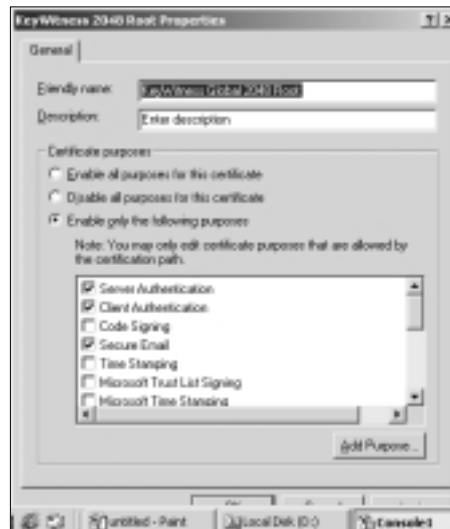 KeyWitness 2048 Root Properties
General
Friendly name: KeyWitness Global 2048 Root
Description: Enter description
Certificate purposes
Enable all purposes for this certificate
Disable all purposes for this certificate
Enable only the following purposes
Note: You may only edit certificate purposes that are allowed by
the certification path.
Server Authentication
Client Authentication
Code Signing
Secure Email
Time Stamping
Microsoft Trust List Signing
Microsoft Time Stamping
Add Purpose...
untitled - Paint
Local Disk (D:)
Console1